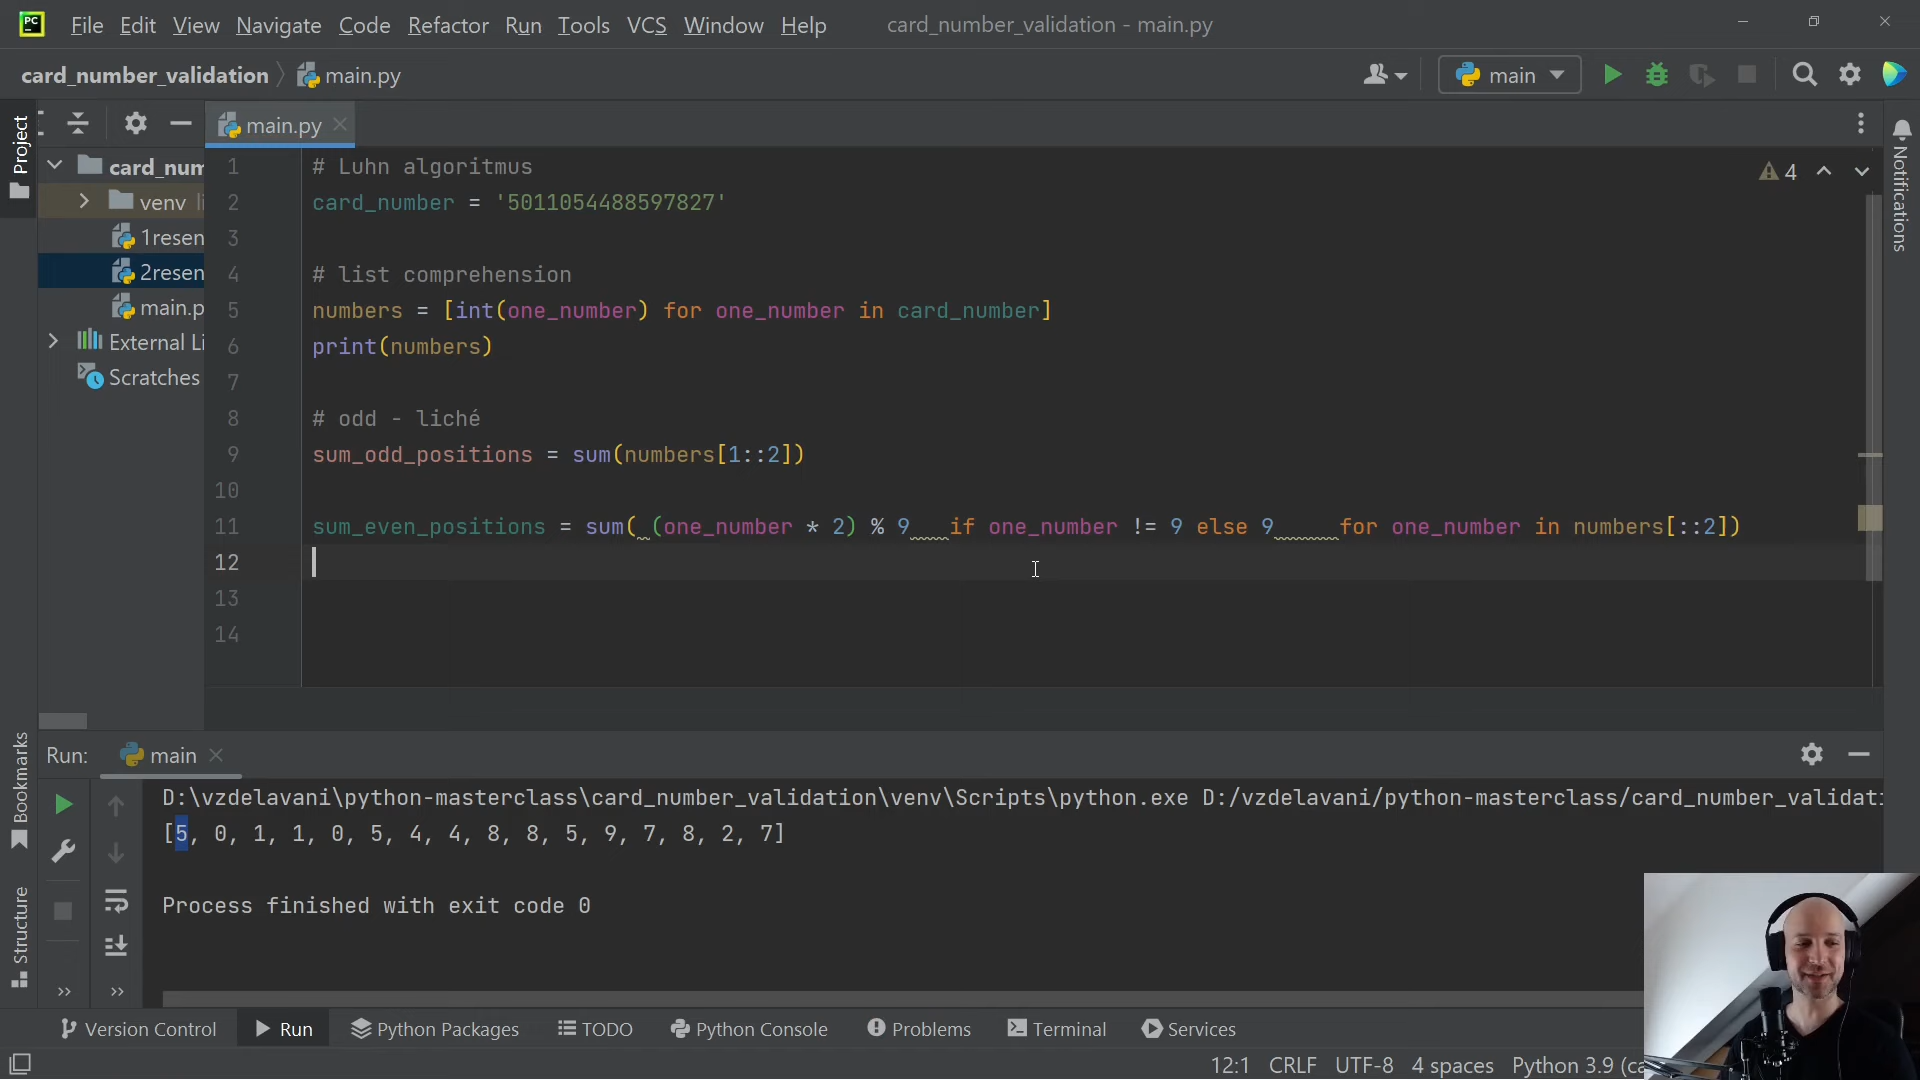 PC File Edit View Navigate Code Refactor Run Tools VCS Window Help card_number_validation - main.py
card_number_validation main.py main
Project
main.py
card_num
venv li
1resen
2resen
main.p
External Li
Scratches
Notifications
4
1 # Luhn algoritmus
2 card_number = '5011054488597827'
3
4 # list comprehension
5 numbers = [int(one_number) for one_number in card_number]
6 print(numbers)
7
8 # odd - liché
9 sum_odd_positions = sum(numbers[1::2])
10
11 sum_even_positions = sum( (one_number * 2) % 9   if one_number != 9 else 9     for one_number in numbers[::2])
12
13
14
Bookmarks
Structure
Run: main
D:\vzdelavani\python-masterclass\card_number_validation\venv\Scripts\python.exe D:/vzdelavani/python-masterclass/card_number_validati
[5, 0, 1, 1, 0, 5, 4, 4, 8, 8, 5, 9, 7, 8, 2, 7]
Process finished with exit code 0
Version Control Run Python Packages TODO Python Console Problems Terminal Services
12:1 CRLF UTF-8 4 spaces Python 3.9 (ca